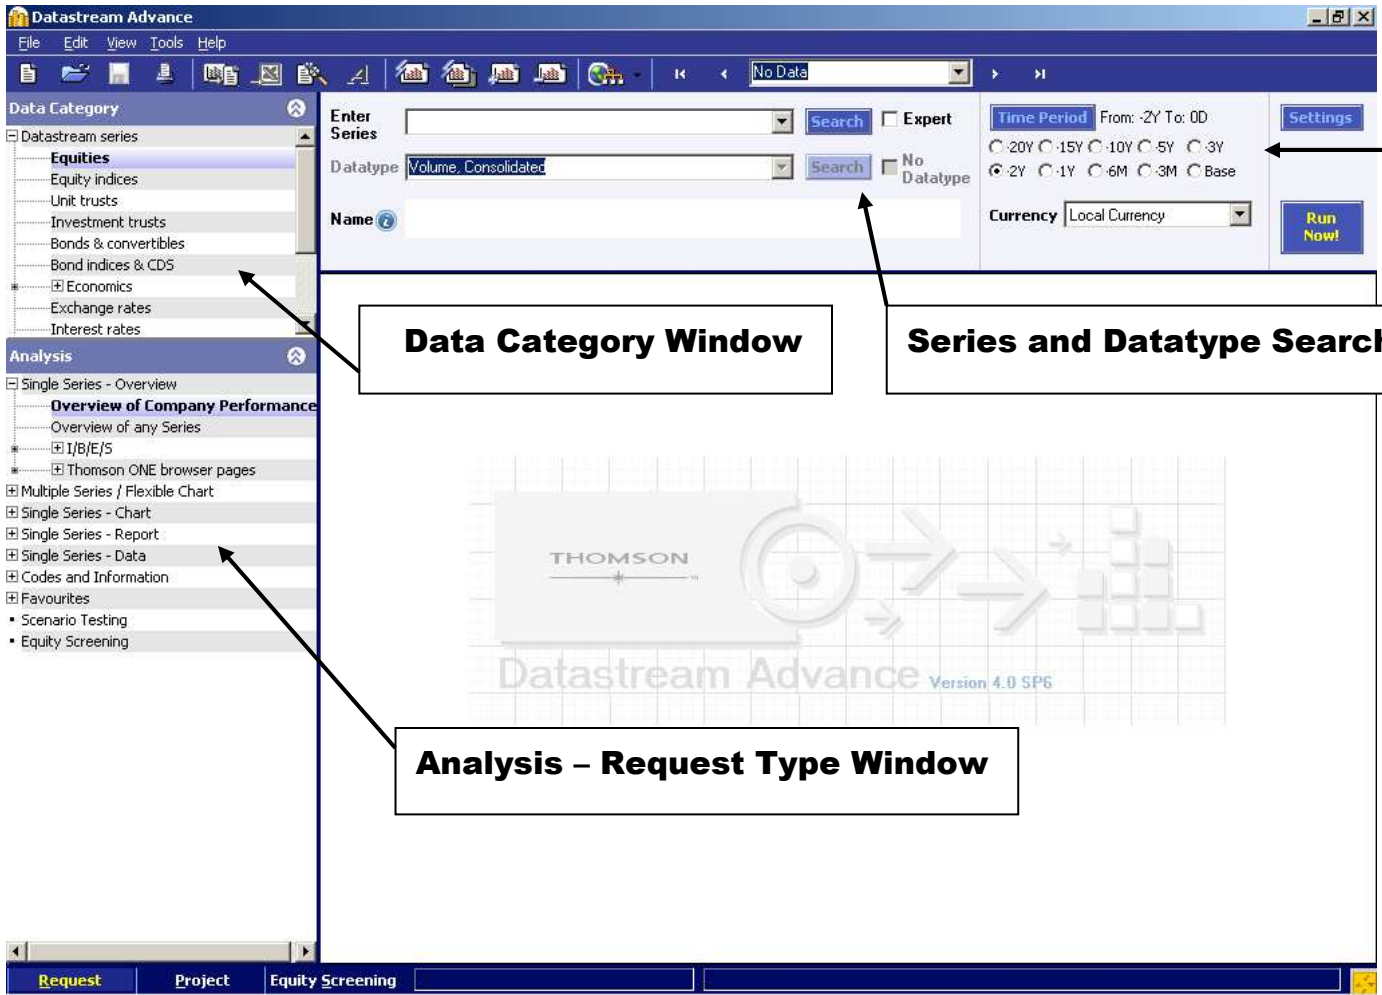 Datastream Advance
File Edit View Tools Help
No Data
Data Category
Datastream series
Equities
Equity indices
Unit trusts
Investment trusts
Bonds & convertibles
Bond indices & CDS
Economics
Exchange rates
Interest rates
Analysis
Single Series - Overview
Overview of Company Performance
Overview of any Series
I/B/E/S
Thomson ONE browser pages
Multiple Series / Flexible Chart
Single Series - Chart
Single Series - Report
Single Series - Data
Codes and Information
Favourites
Scenario Testing
Equity Screening
Enter
Series
Search
Expert
Datatype
Volume, Consolidated
Search
No
Datatype
Name
Time Period From: -2Y To: 0D
-20Y -15Y -10Y -5Y -3Y
-2Y -1Y -6M -3M Base
Currency Local Currency
Settings
Run
Now!
Data Category Window
Series and Datatype Search
THOMSON
Datastream Advance Version 4.0 SP6
Analysis – Request Type Window
Request Project Equity Screening